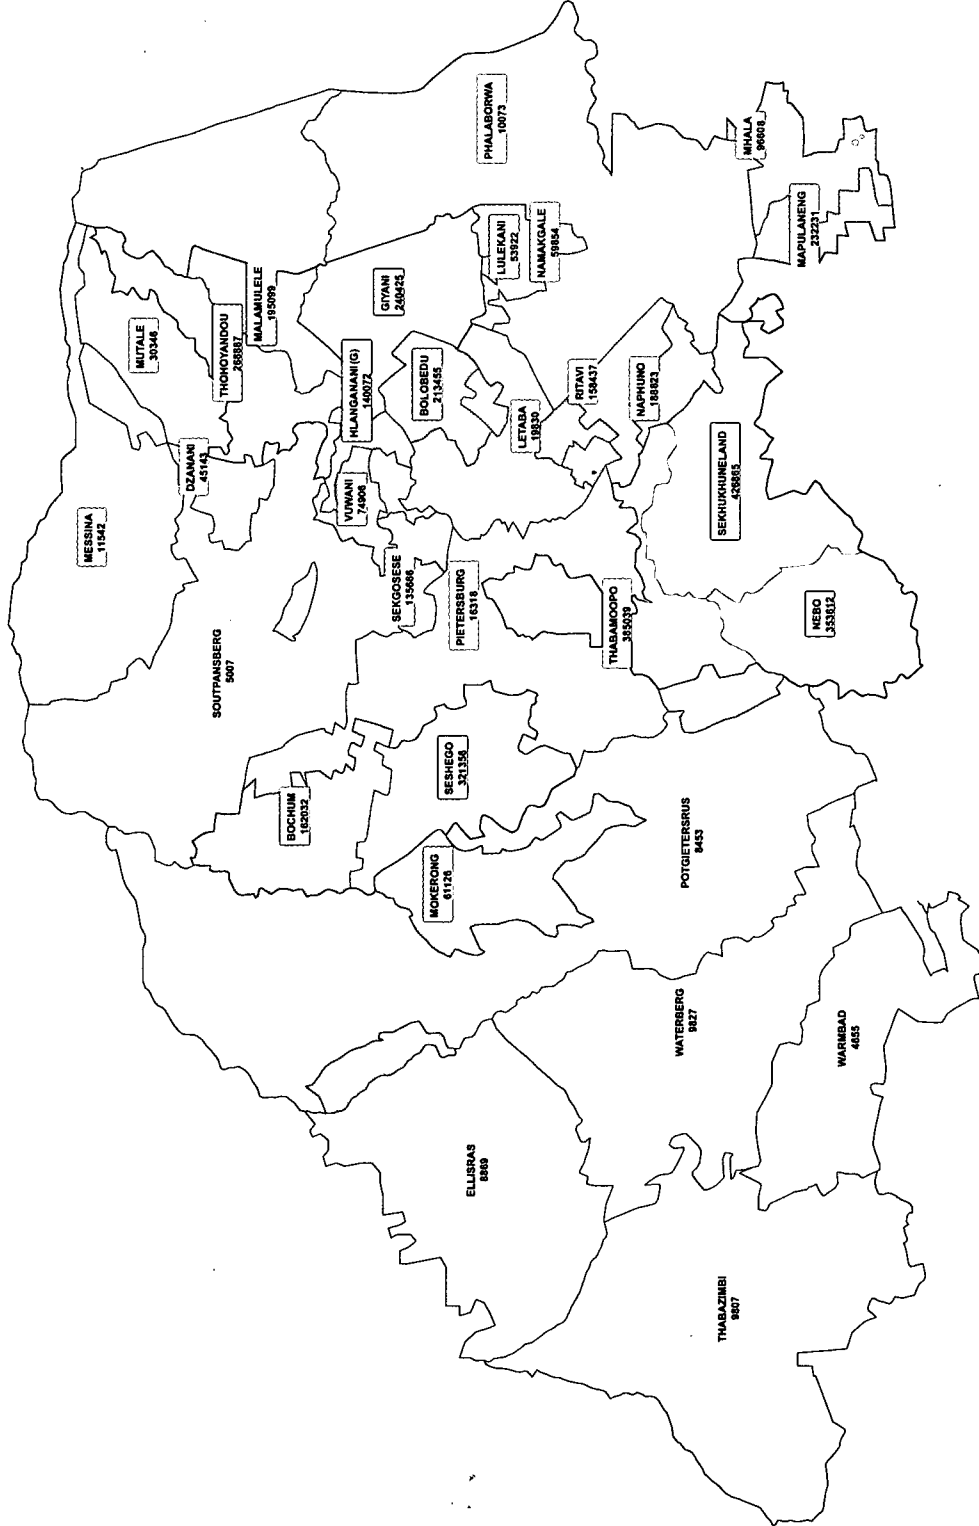 MESSINA
11542
MUTALE
30346
DZANANI
45143
THOHOYANDOU
268887
MALAMULELE
195099
SOUTPANSBERG
5007
BOCHUM
162032
VUWANI
74906
HLANGANANI (G)
140072
GIYANI
240425
PHALABORWA
10073
SEKGOSESE
135686
BOLOBEDU
213455
LULEKANI
53922
NAMAKGALE
59854
MOKERONG
61126
SESHEGO
321356
PIETERSBURG
16318
LETABA
19830
ELLISRAS
8869
RITAVI
158437
THABAMOOPO
385039
NAPHUNO
188623
WATERBERG
9827
POTGIETERSRUS
8453
SEKHUKHUNELAND
426865
MHALA
96808
THABAZIMBI
9807
MAPULANENG
232231
NEBO
353612
WARMBAD
4655